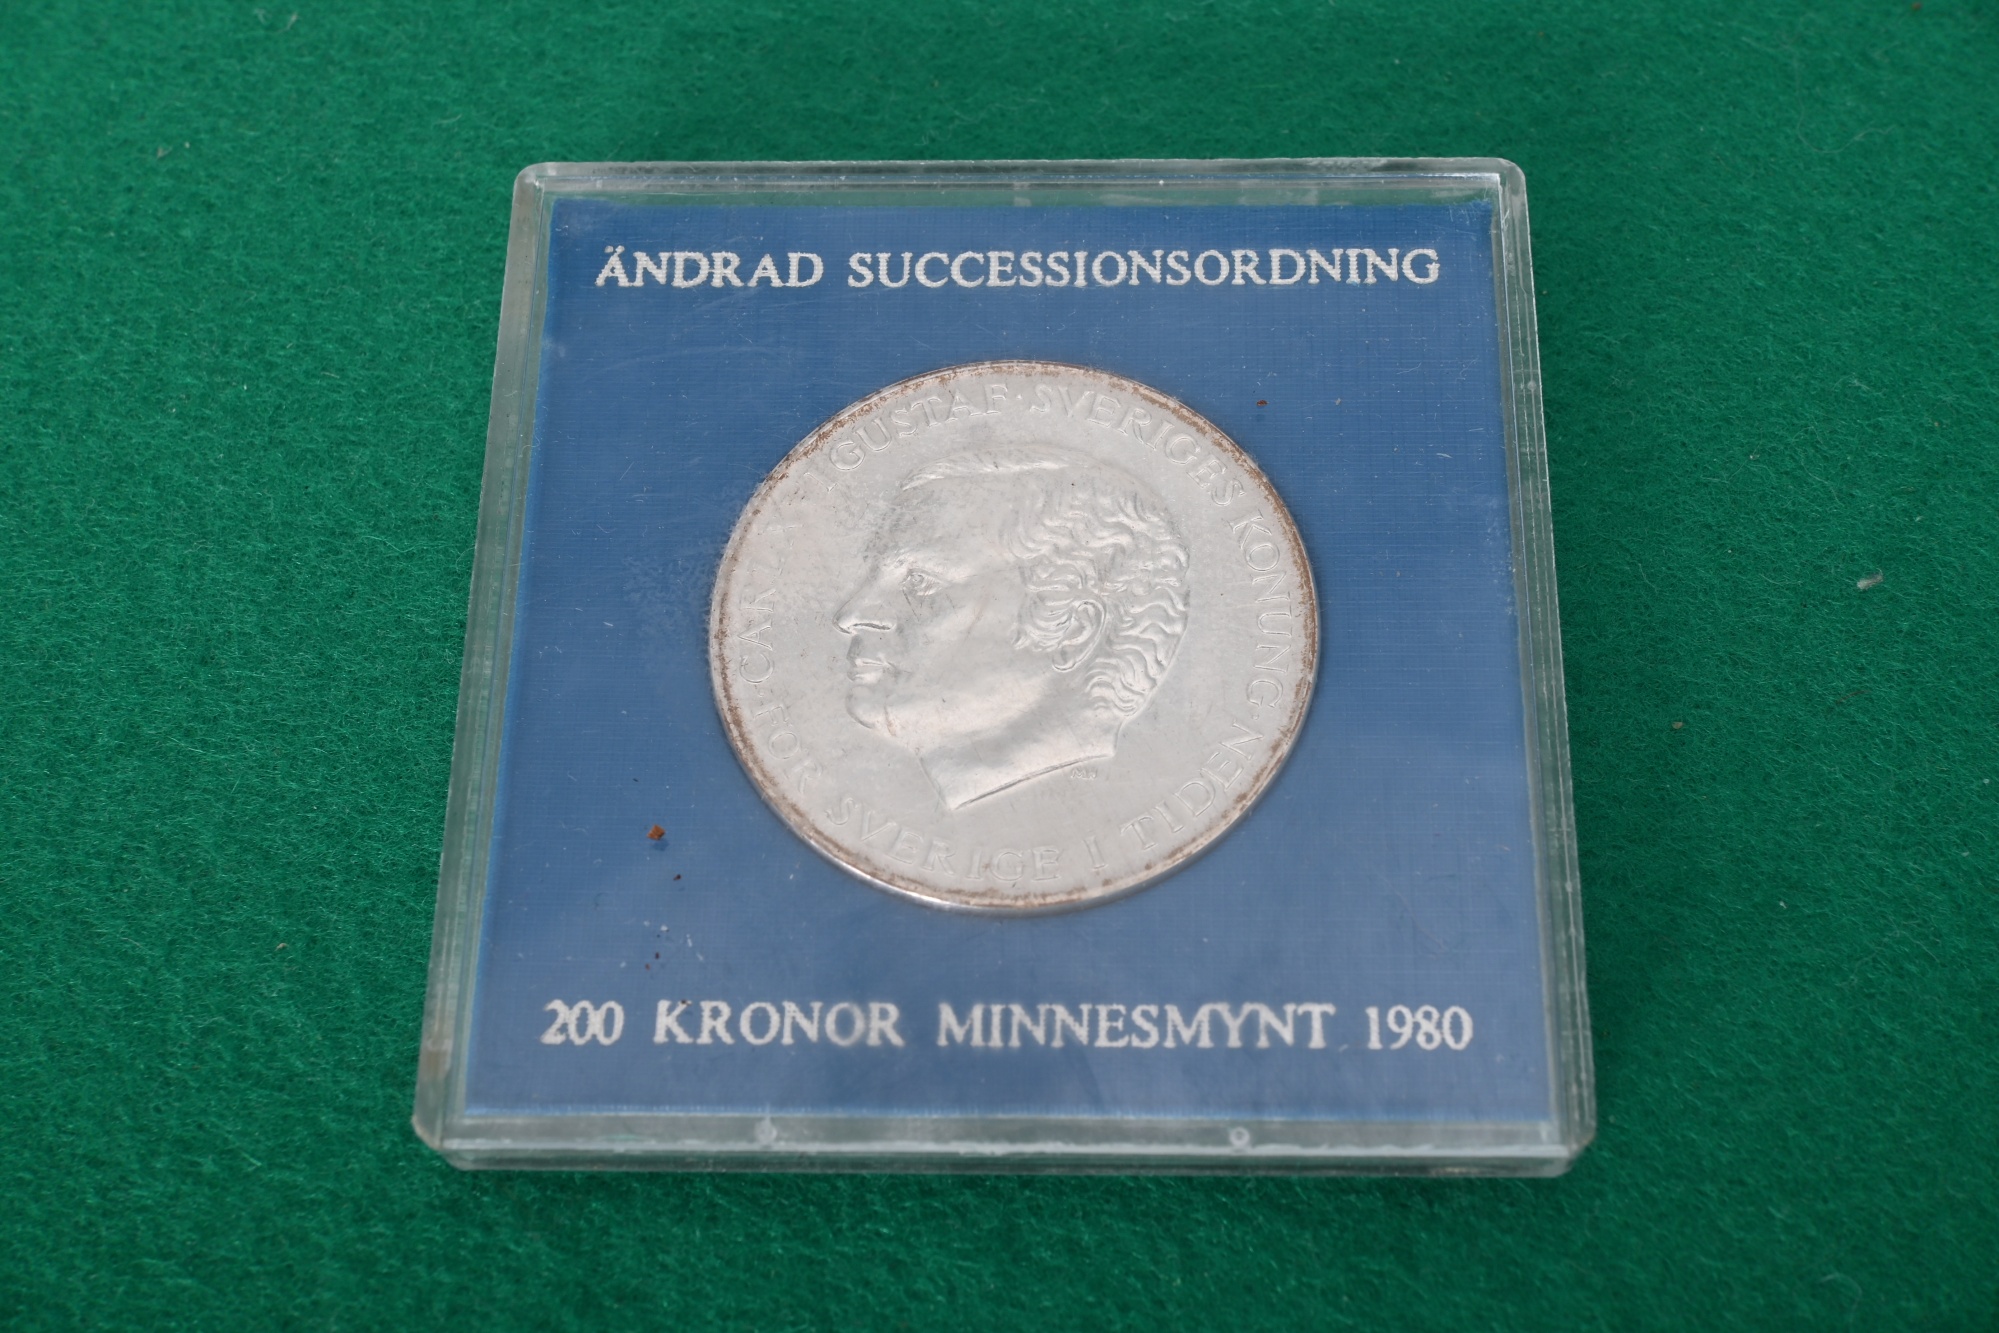 ÄNDRAD SUCCESSIONSORDNING
·CARL XVI GUSTAF·SVERIGES KONUNG·
FÖR SVERIGE I TIDEN
200 KRONOR MINNESMYNT 1980